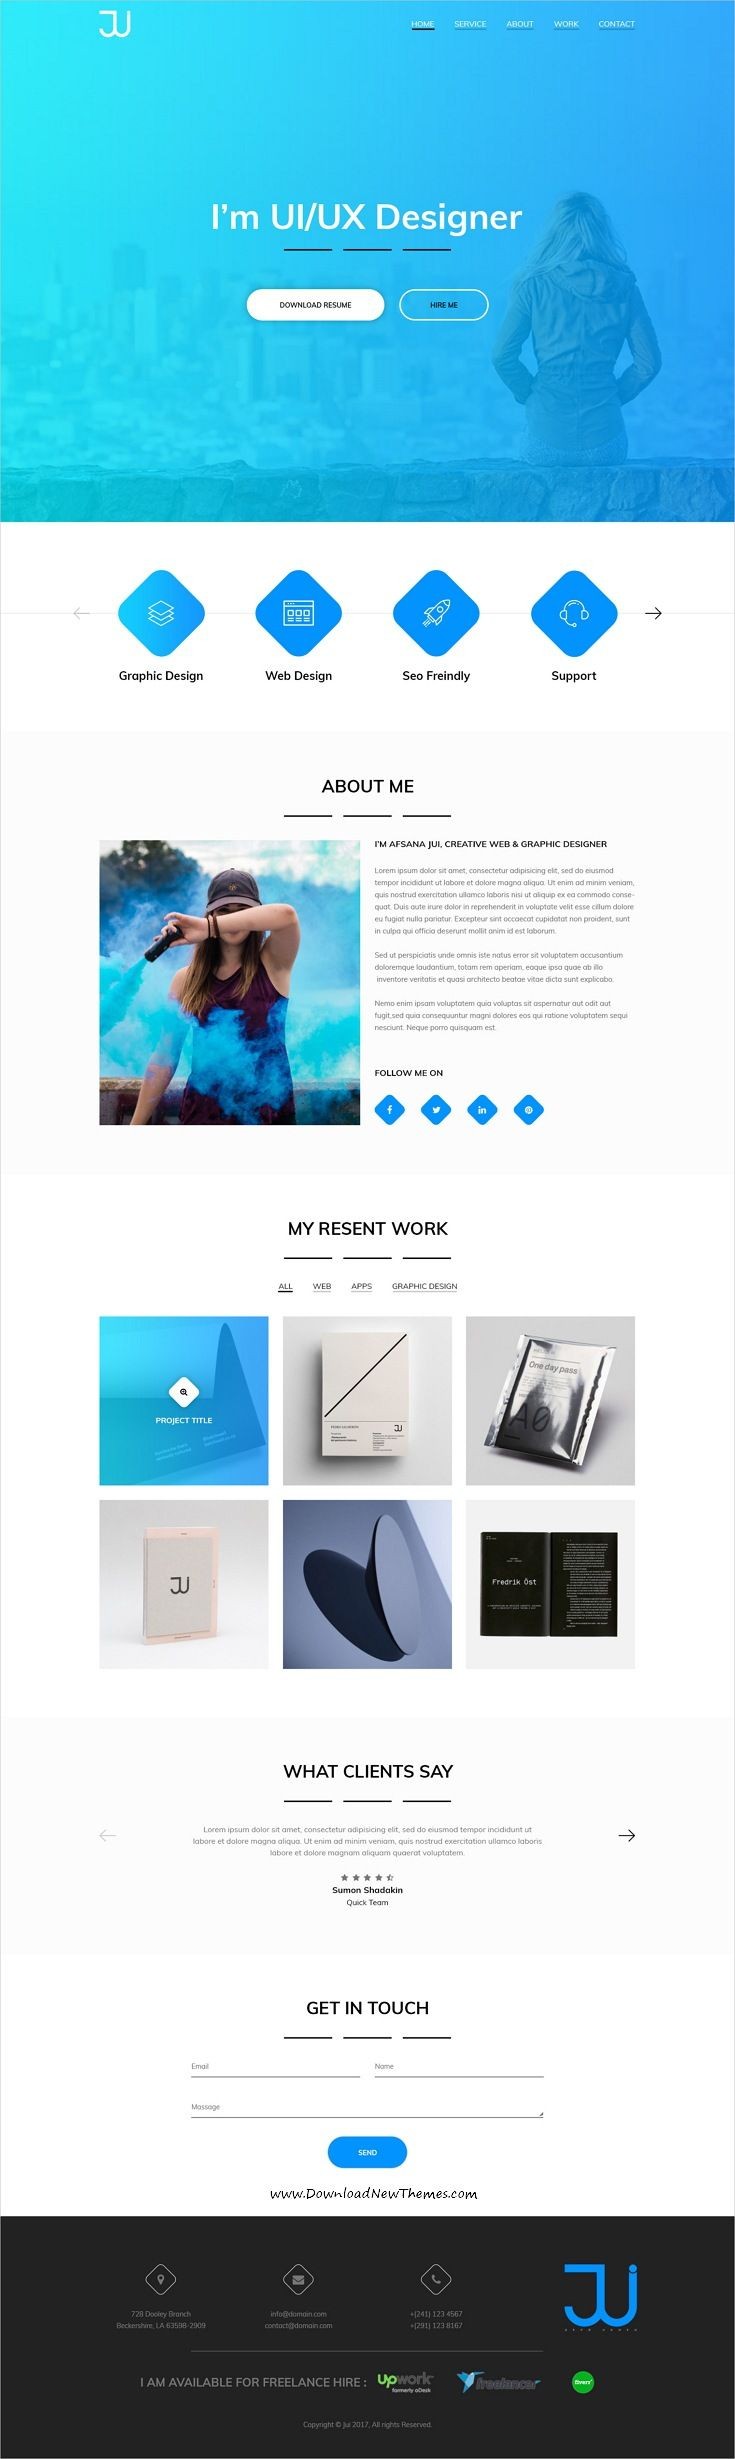 JUI
HOME SERVICE ABOUT WORK CONTACT
I'm UI/UX Designer
DOWNLOAD RESUME HIRE ME
Graphic Design Web Design Seo Freindly Support
ABOUT ME
I'M AFSANA JUI, CREATIVE WEB & GRAPHIC DESIGNER
Lorem ipsum dolor sit amet, consectetur adipisicing elit, sed do eiusmod
tempor incididunt ut labore et dolore magna aliqua. Ut enim ad minim veniam,
quis nostrud exercitation ullamco laboris nisi ut aliquip ex ea commodo conse-
quat. Duis aute irure dolor in reprehenderit in voluptate velit esse cillum dolore
eu fugiat nulla pariatur. Excepteur sint occaecat cupidatat non proident, sunt
in culpa qui officia deserunt mollit anim id est laborum.
Sed ut perspiciatis unde omnis iste natus error sit voluptatem accusantium
doloremque laudantium, totam rem aperiam, eaque ipsa quae ab illo
inventore veritatis et quasi architecto beatae vitae dicta sunt explicabo.
Nemo enim ipsam voluptatem quia voluptas sit aspernatur aut odit aut
fugit,sed quia consequuntur magni dolores eos qui ratione voluptatem sequi
nesciunt. Neque porro quisquam est.
FOLLOW ME ON
MY RESENT WORK
ALL WEB APPS GRAPHIC DESIGN
PROJECT TITLE
JUI
One day pass
A0
JUI
Fredrik Öst
WHAT CLIENTS SAY
Lorem ipsum dolor sit amet, consectetur adipisicing elit, sed do eiusmod tempor incididunt ut
labore et dolore magna aliqua. Ut enim ad minim veniam, quis nostrud exercitation ullamco laboris
labore et dolore magnam aliquam quaerat voluptatem.
Sumon Shadakin
Quick Team
GET IN TOUCH
Email Name
Massage
SEND
www.DownloadNewThemes.com
728 Dooley Branch info@domain.com +(241) 123 4567
Beckershire, LA 63598-2909 contact@domain.com +(291) 123 8167
JUI
I AM AVAILABLE FOR FREELANCE HIRE : upwork freelancer fiverr
formerly oDesk
Copyright © Jui 2017, All rights Reserved.